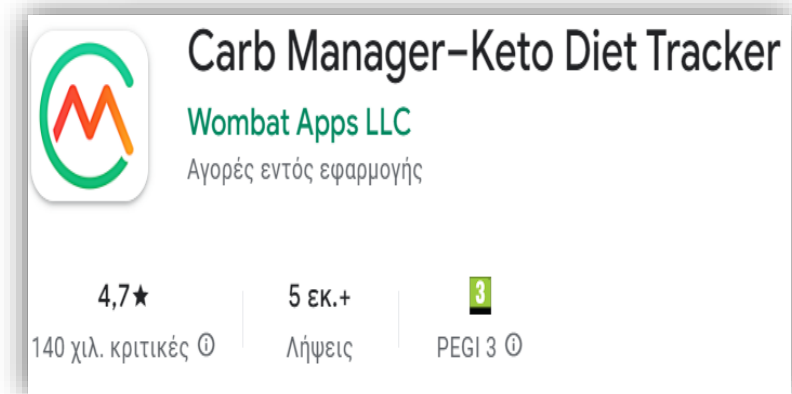 Carb Manager–Keto Diet Tracker
Wombat Apps LLC
Αγορές εντός εφαρμογής
4,7★ 5 εκ.+ 3
140 χιλ. κριτικές Λήψεις PEGI 3